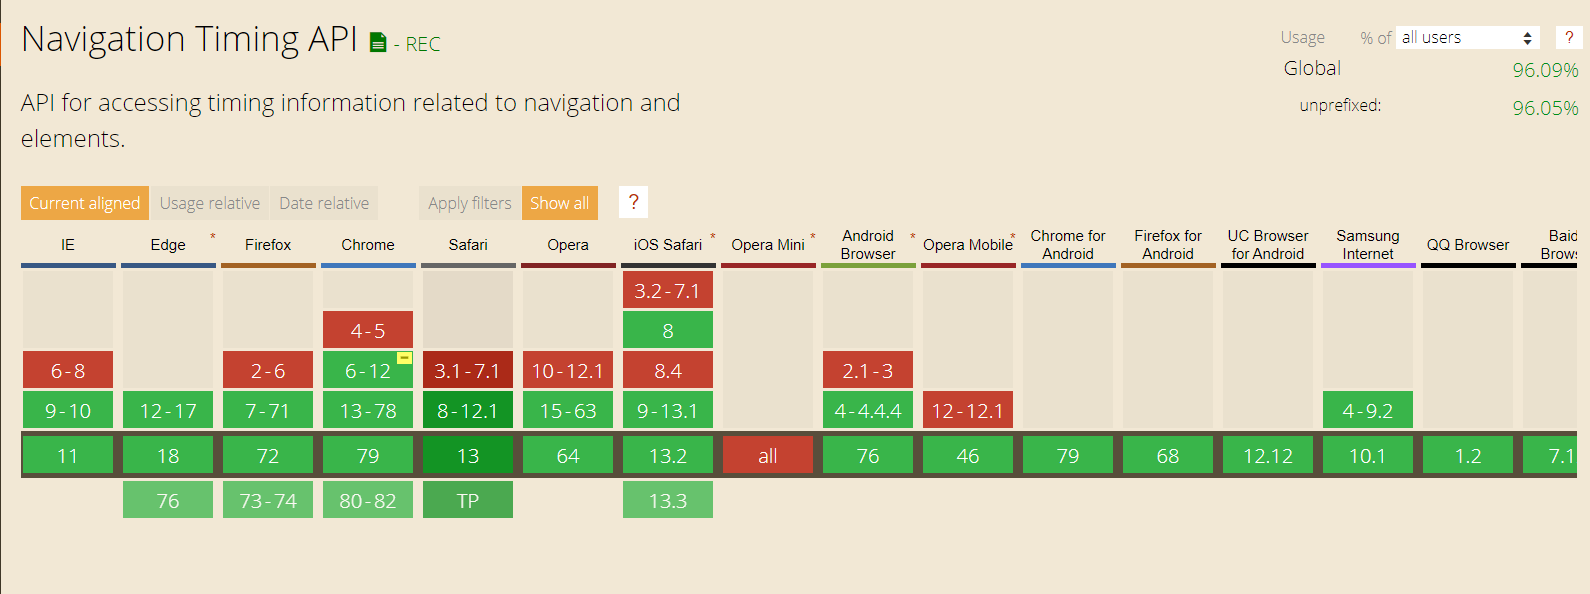 Navigation Timing API - REC
Usage % of all users ?
Global 96.09%
unprefixed: 96.05%
API for accessing timing information related to navigation and
elements.
Current aligned Usage relative Date relative Apply filters Show all ?
IE Edge * Firefox Chrome Safari Opera iOS Safari * Opera Mini * Android Browser * Opera Mobile * Chrome for Android Firefox for Android UC Browser for Android Samsung Internet QQ Browser Baid Brows
3.2-7.1
4-5 8
6-8 2-6 6-12 3.1-7.1 10-12.1 8.4 2.1-3
9-10 12-17 7-71 13-78 8-12.1 15-63 9-13.1 4-4.4.4 12-12.1 4-9.2
11 18 72 79 13 64 13.2 all 76 46 79 68 12.12 10.1 1.2 7.1
76 73-74 80-82 TP 13.3